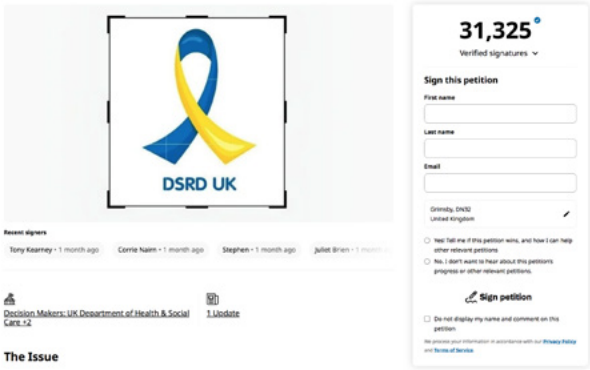 DSRD UK
Recent signers
Tony Kearney • 1 month ago
Corrie Nairn • 1 month ago
Stephen • 1 month ago
Juliet Brien • 1 month
Decision Makers: UK Department of Health & Social
Care +2
1 Update
The Issue
31,325
Verified signatures
Sign this petition
First name
Last name
Email
Grimsby, DN32
United Kingdom
Yes! Tell me if this petition wins, and how I can help
other relevant petitions
No. I don't want to hear about this petition's
progress or other relevant petitions.
Sign petition
Do not display my name and comment on this
petition
We process your information in accordance with our Privacy Policy
and Terms of Service